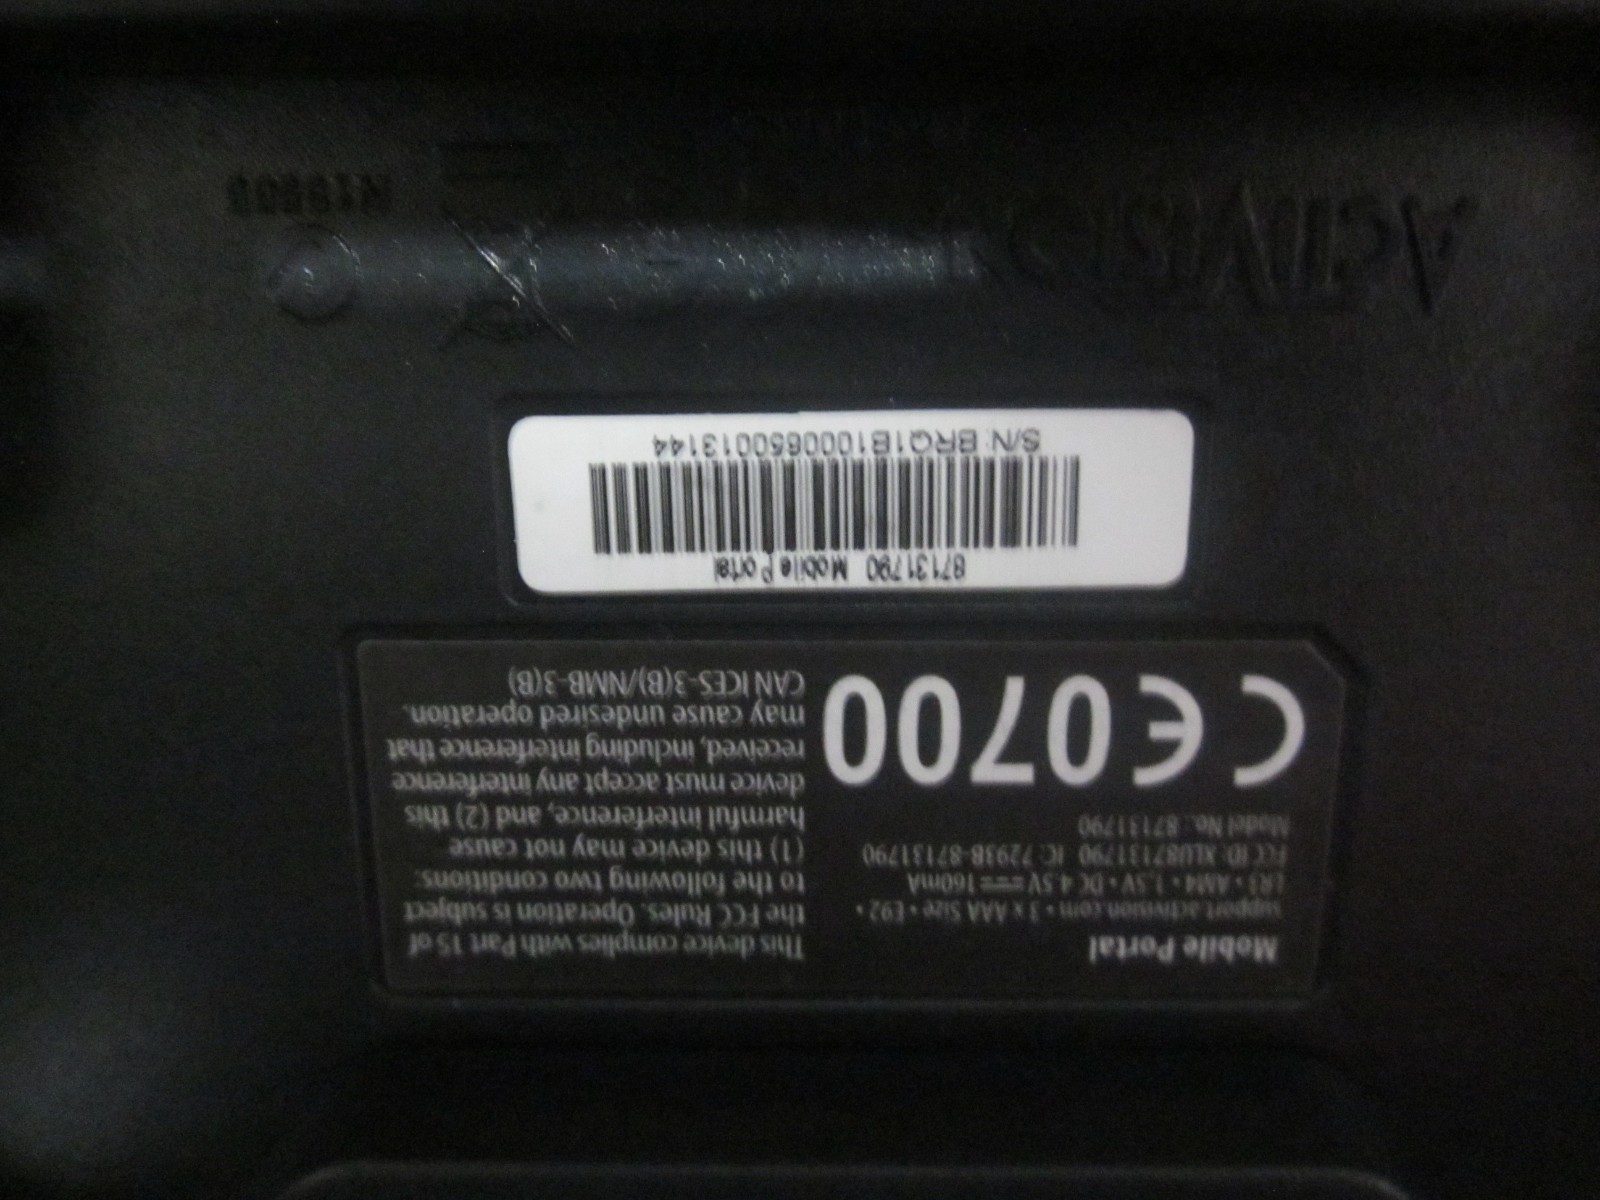 Mobile Portal
support.activision.com • 3 x AAA Size • E92 •
LR3 • AM4 • 1.5V • DC 4.5V 160mA
FCC ID: XLU87131790 IC: 7293B-87131790
Model No.: 87131790
CE0700
This device complies with Part 15 of
the FCC Rules. Operation is subject
to the following two conditions:
(1) this device may not cause
harmful interference, and (2) this
device must accept any interference
received, including interference that
may cause undesired operation.
CAN ICES-3(B)/NMB-3(B)
87131790 Mobile Portal
S/N: BRQ1B1000650013144
ACTIVISION